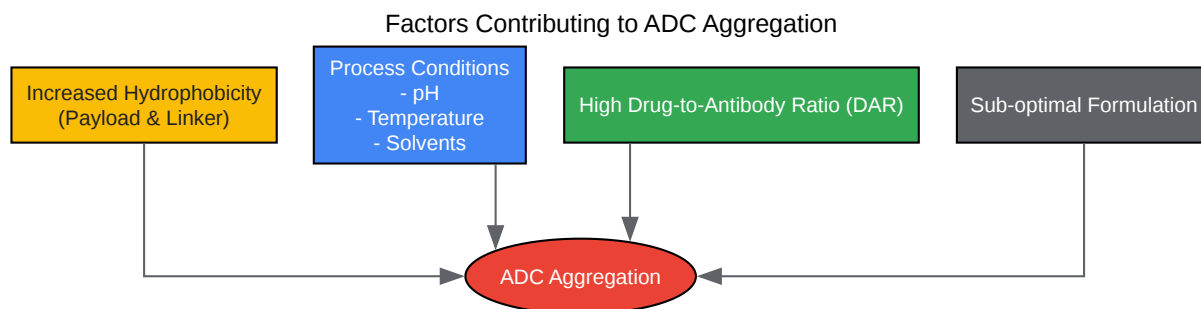 Factors Contributing to ADC Aggregation
Increased Hydrophobicity
(Payload & Linker)
Process Conditions
- pH
- Temperature
- Solvents
High Drug-to-Antibody Ratio (DAR)
Sub-optimal Formulation
ADC Aggregation